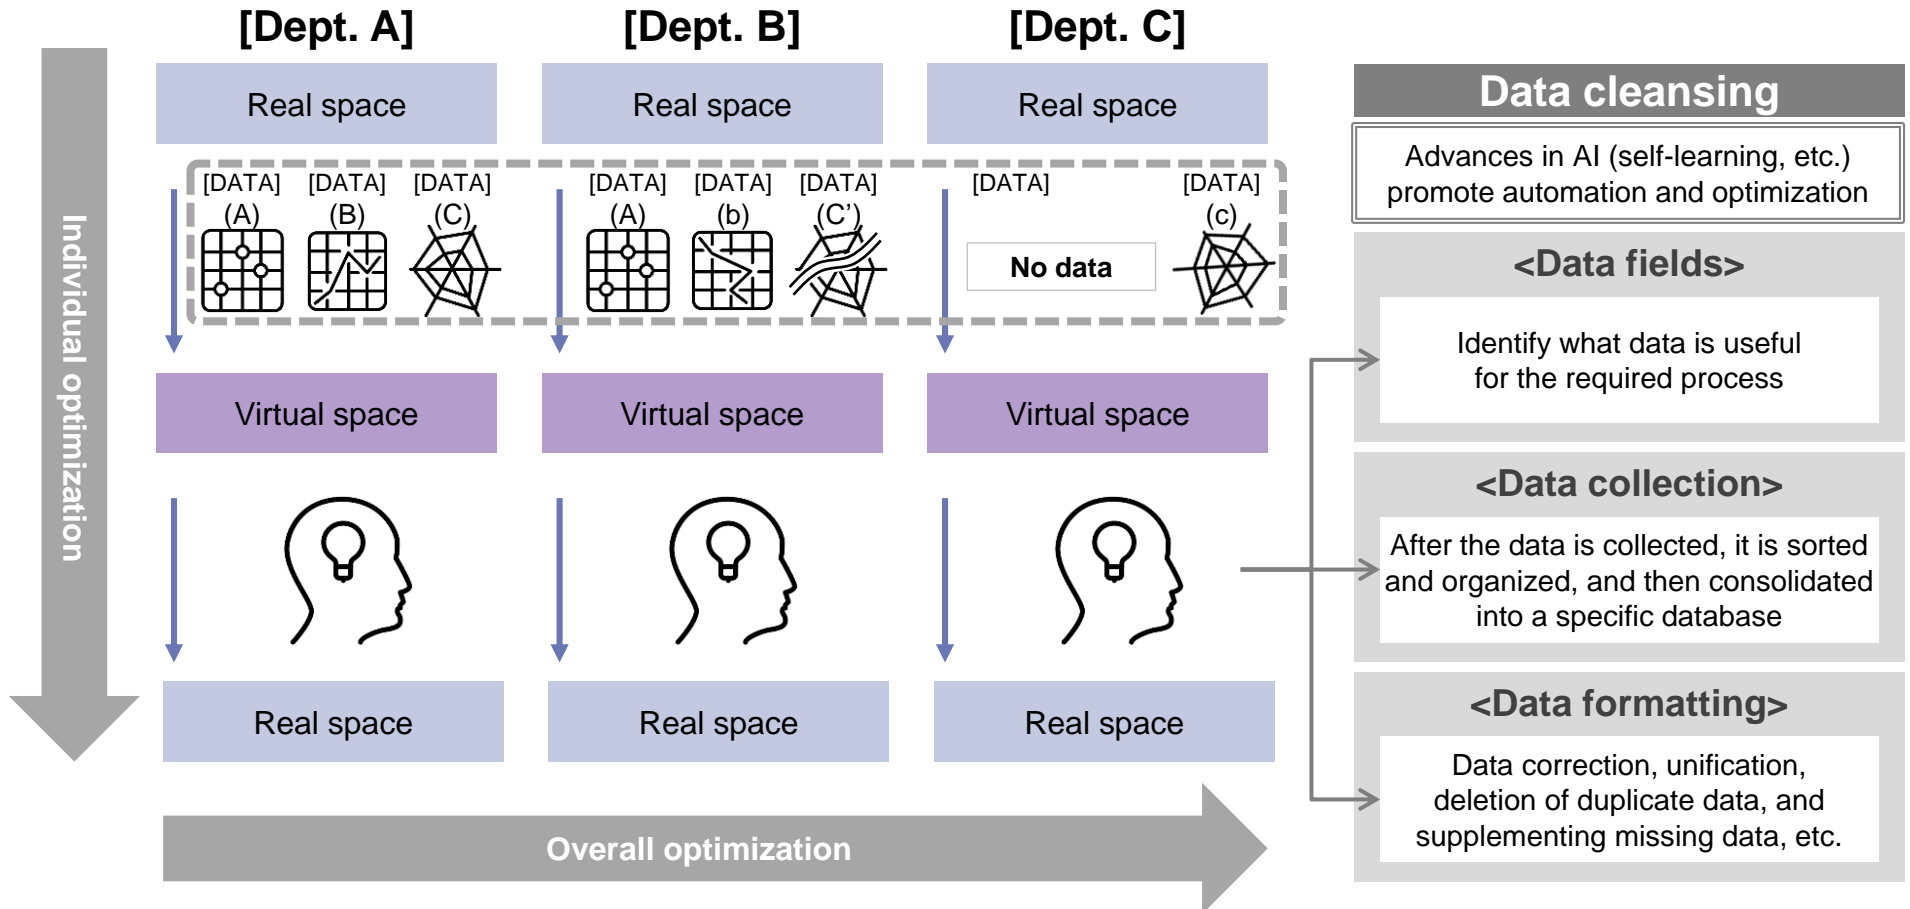 [Dept. A]
[Dept. B]
[Dept. C]
Real space
Real space
Real space
[DATA]
(A)
[DATA]
(B)
[DATA]
(C)
[DATA]
(A)
[DATA]
(b)
[DATA]
(C’)
[DATA]
No data
[DATA]
(c)
Virtual space
Virtual space
Virtual space
Real space
Real space
Real space
Individual optimization
Overall optimization
Data cleansing
Advances in AI (self-learning, etc.)
promote automation and optimization
<Data fields>
Identify what data is useful
for the required process
<Data collection>
After the data is collected, it is sorted
and organized, and then consolidated
into a specific database
<Data formatting>
Data correction, unification,
deletion of duplicate data, and
supplementing missing data, etc.